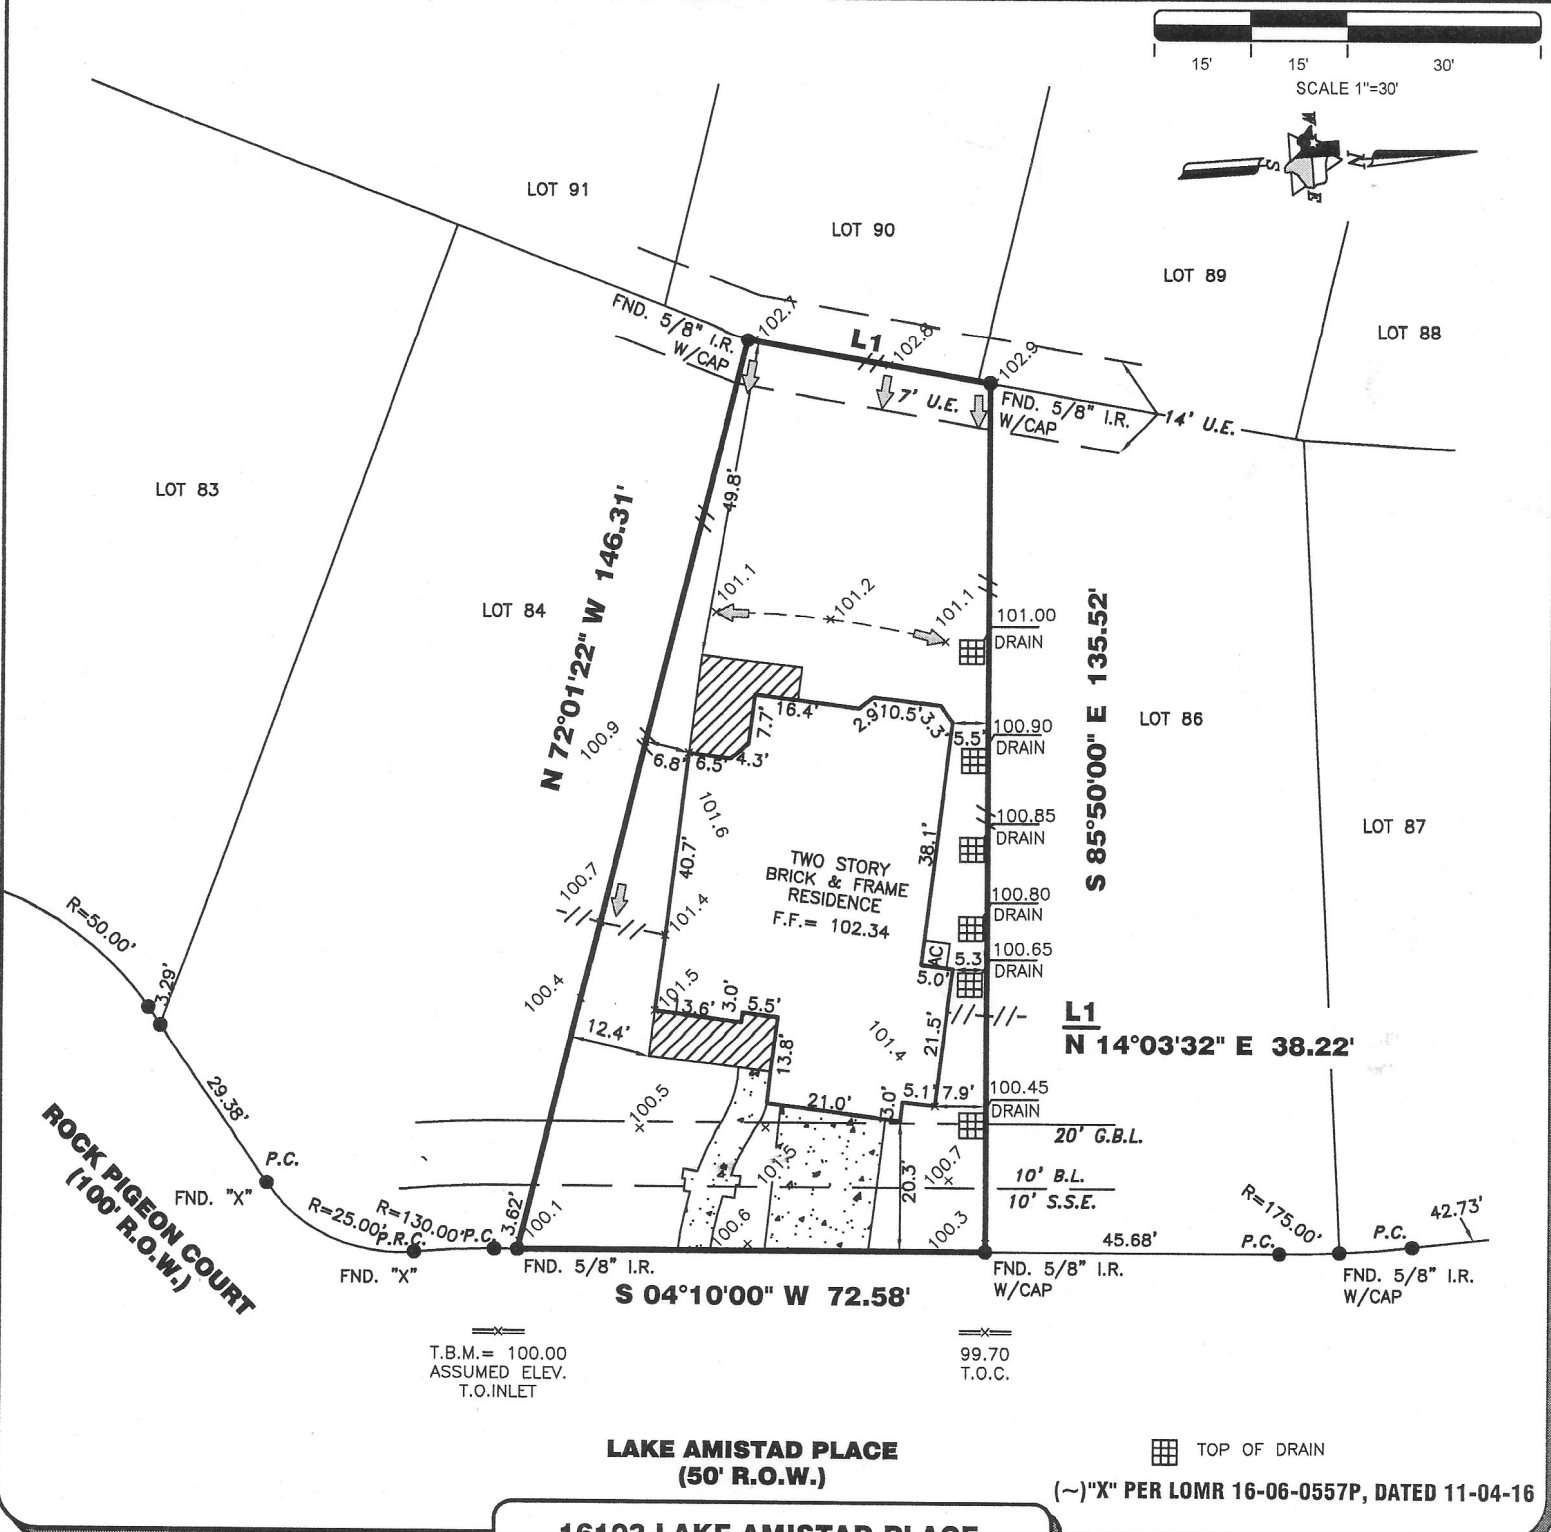 15'
15'
30'
SCALE 1"=30'
W
S
N
E
LOT 91
LOT 90
LOT 89
LOT 88
FND. 5/8" I.R.
W/CAP
102.7
L1
102.8
102.9
7' U.E.
FND. 5/8" I.R.
W/CAP
14' U.E.
LOT 83
49.8'
N 72°01'22" W 146.31'
LOT 84
101.1
101.2
101.1
101.00
DRAIN
S 85°50'00" E 135.52'
LOT 86
100.9
16.4'
7.7'
2.9'
10.5'
3.3'
5.5'
100.90
DRAIN
6.8'
6.5'
4.3'
101.6
100.85
DRAIN
LOT 87
40.7'
38.1'
TWO STORY
BRICK & FRAME
RESIDENCE
F.F.= 102.34
100.7
101.4
100.80
DRAIN
R=50.00'
3.29'
AC
5.3'
5.0'
100.65
DRAIN
100.4
101.5
13.6'
3.0'
5.5'
12.4'
13.8'
101.4
21.5'
L1
N 14°03'32" E 38.22'
29.38'
100.5
21.0'
3.0'
5.1'
7.9'
100.45
DRAIN
20' G.B.L.
ROCK PIGEON COURT
(100' R.O.W.)
P.C.
FND. "X"
101.5
20.3'
100.7
10' B.L.
10' S.S.E.
R=25.00'
P.R.C.
R=130.00'
P.C.
3.62'
100.1
100.6
100.3
45.68'
R=175.00'
P.C.
P.C.
42.73'
FND. "X"
FND. 5/8" I.R.
S 04°10'00" W 72.58'
FND. 5/8" I.R.
W/CAP
FND. 5/8" I.R.
W/CAP
T.B.M.= 100.00
ASSUMED ELEV.
T.O.INLET
99.70
T.O.C.
LAKE AMISTAD PLACE
(50' R.O.W.)
TOP OF DRAIN
(~)"X" PER LOMR 16-06-0557P, DATED 11-04-16
LAKE AMISTAD PLACE